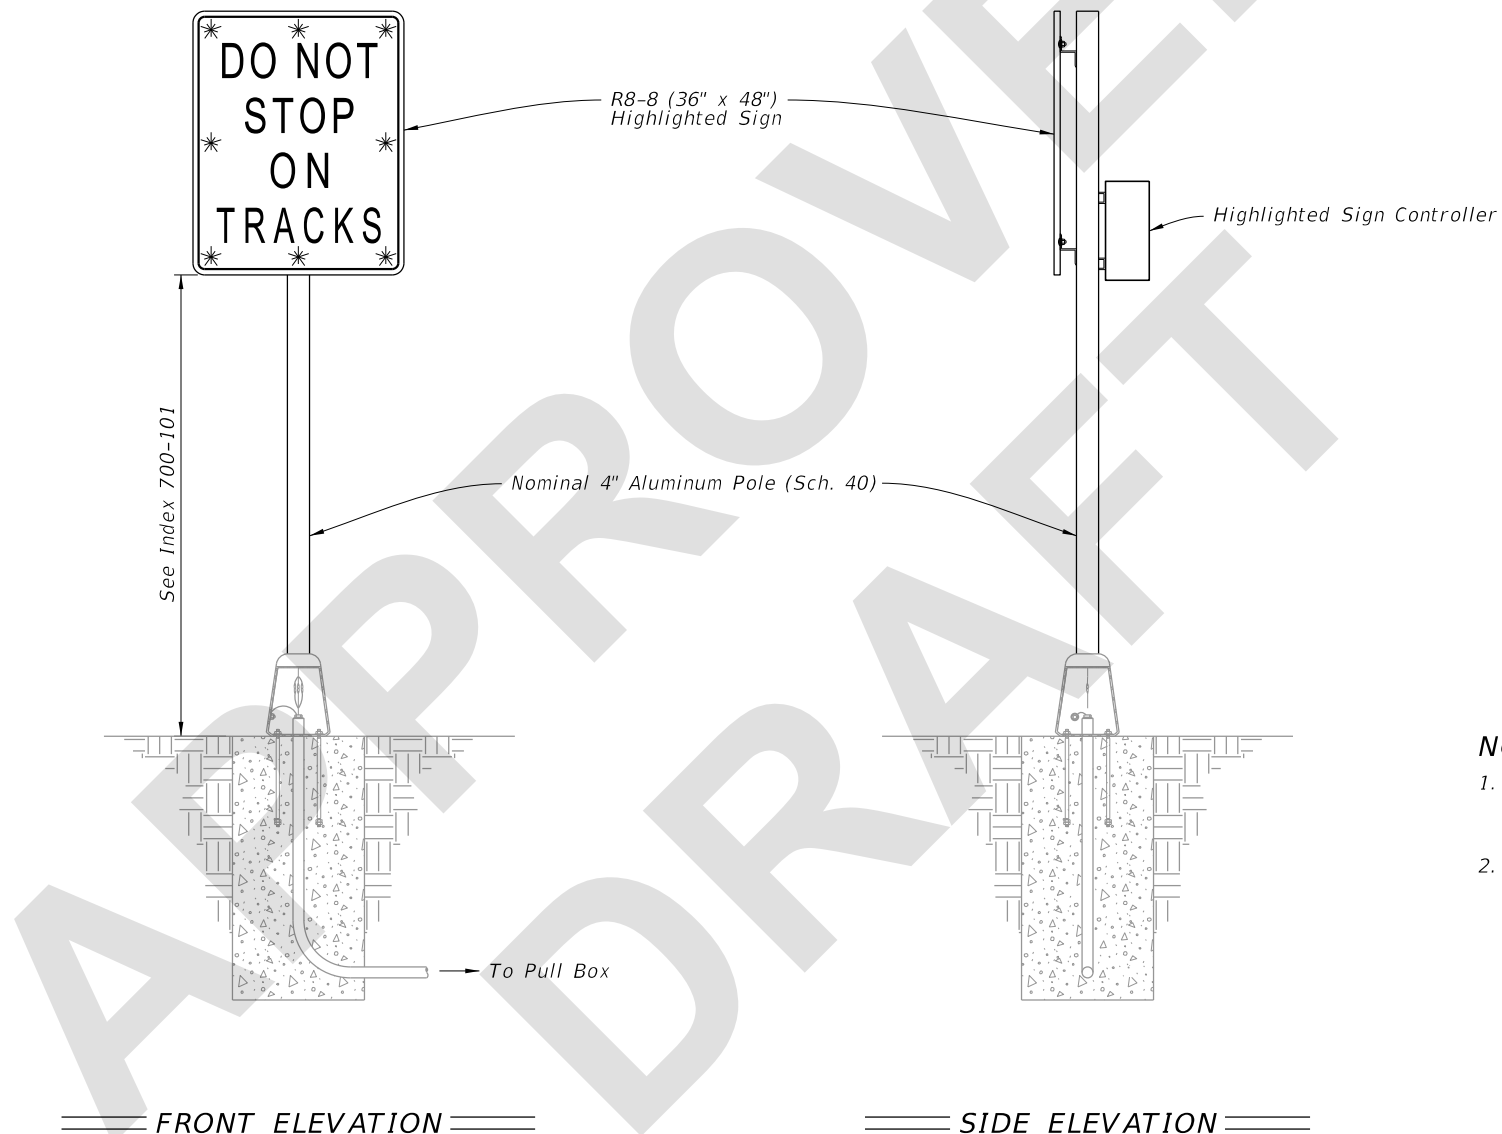 DO NOT
STOP
ON
TRACKS
R8-8 (36" x 48")
Highlighted Sign
Highlighted Sign Controller
See Index 700-101
Nominal 4" Aluminum Pole (Sch. 40)
1.
2.
To Pull Box
FRONT ELEVATION
SIDE ELEVATION
APPROVE
DRAFT